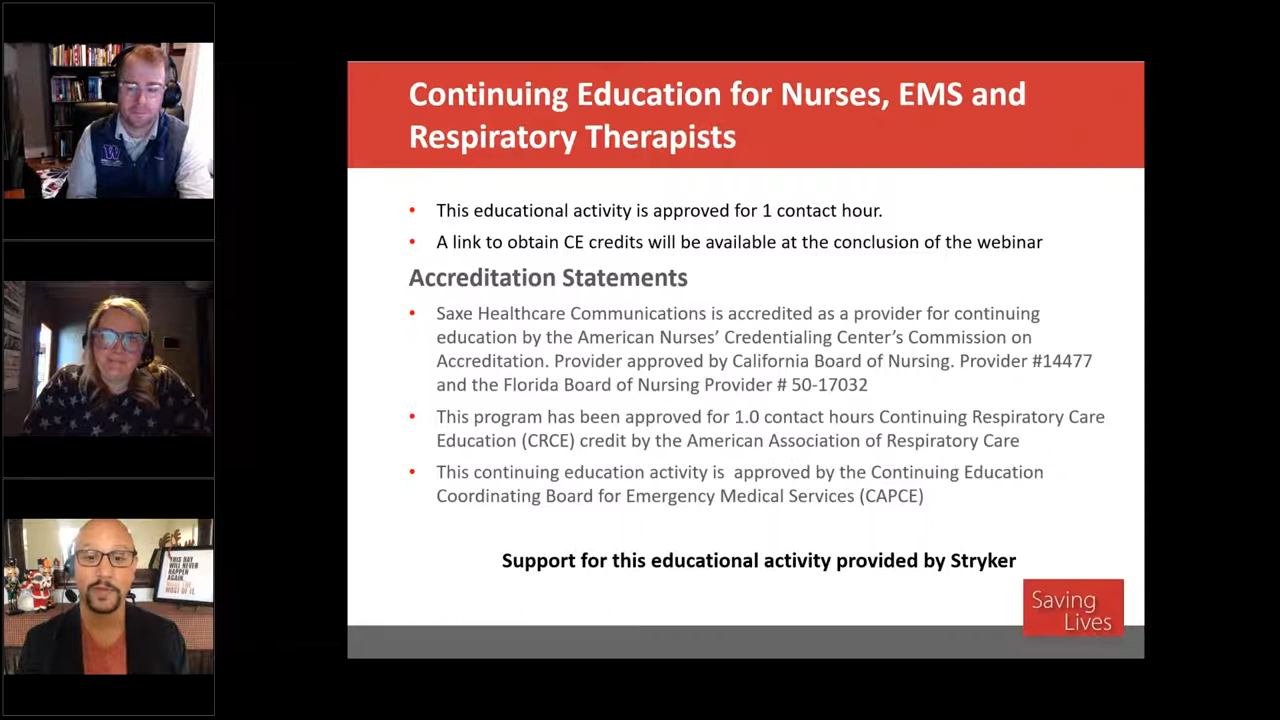 Continuing Education for Nurses, EMS and
Respiratory Therapists
• This educational activity is approved for 1 contact hour.
• A link to obtain CE credits will be available at the conclusion of the webinar
Accreditation Statements
• Saxe Healthcare Communications is accredited as a provider for continuing
education by the American Nurses’ Credentialing Center’s Commission on
Accreditation. Provider approved by California Board of Nursing. Provider #14477
and the Florida Board of Nursing Provider # 50-17032
• This program has been approved for 1.0 contact hours Continuing Respiratory Care
Education (CRCE) credit by the American Association of Respiratory Care
• This continuing education activity is  approved by the Continuing Education
Coordinating Board for Emergency Medical Services (CAPCE)
Support for this educational activity provided by Stryker
Saving
Lives
W
THIS DAY
WILL NEVER
HAPPEN
AGAIN.
MAKE THE
MOST OF IT.